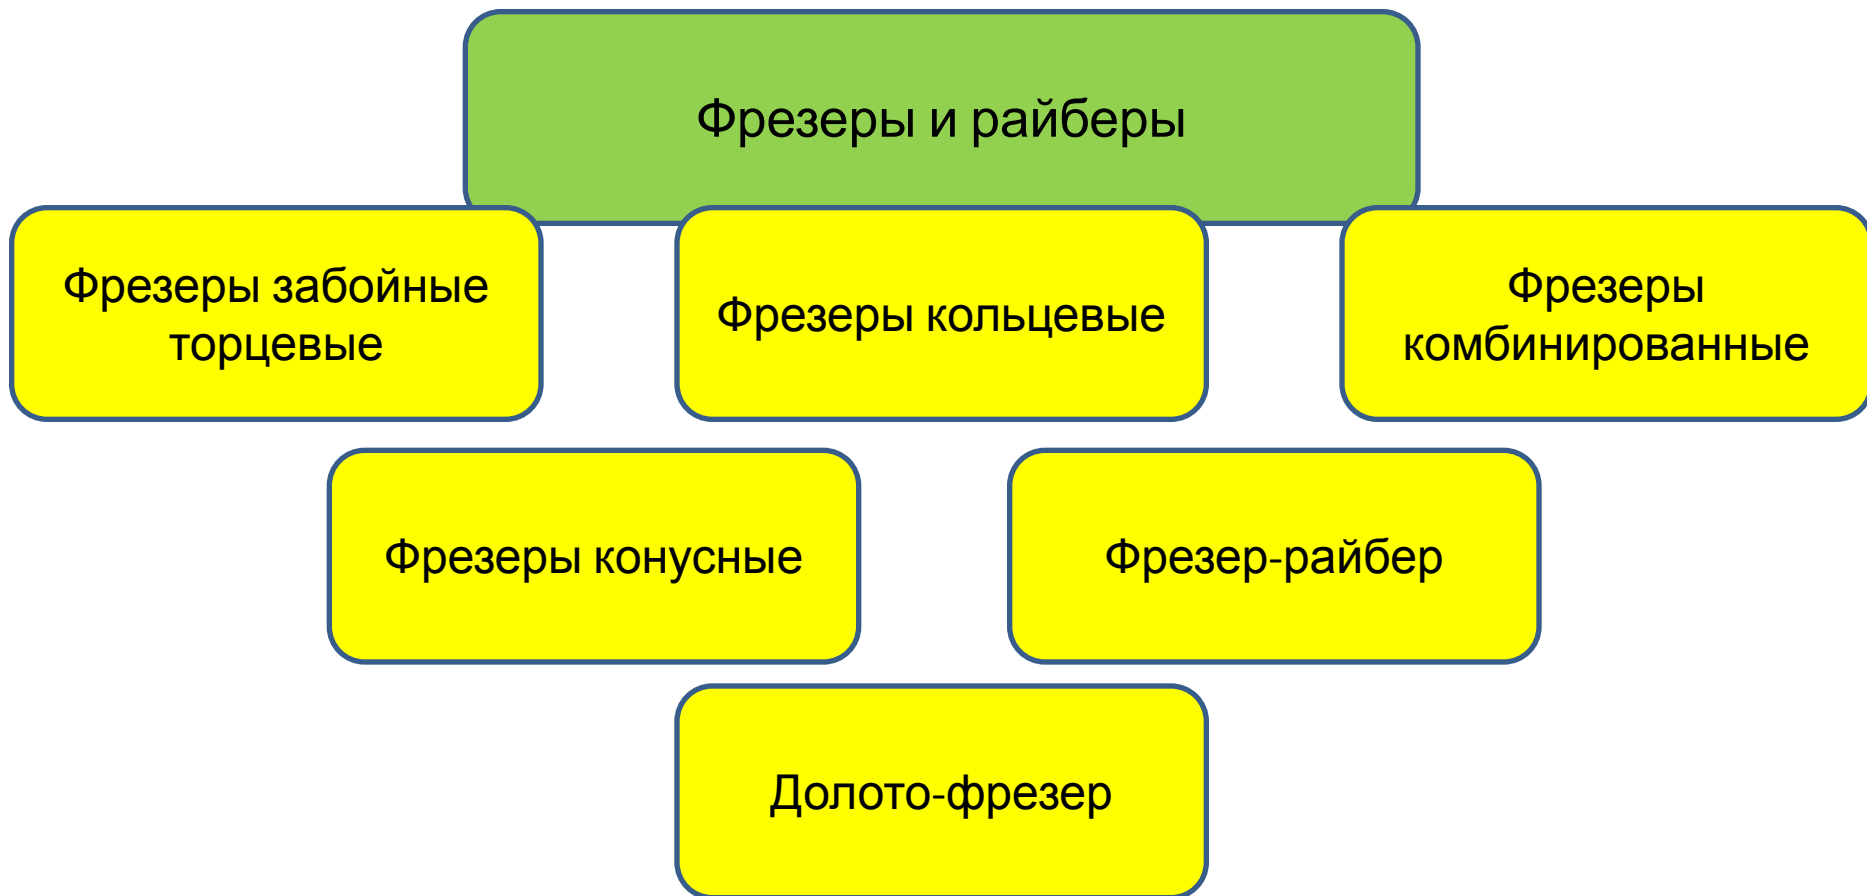 Фрезеры и райберы
Фрезеры забойные
торцевые
Фрезеры кольцевые
Фрезеры
комбинированные
Фрезеры конусные
Фрезер-райбер
Долото-фрезер